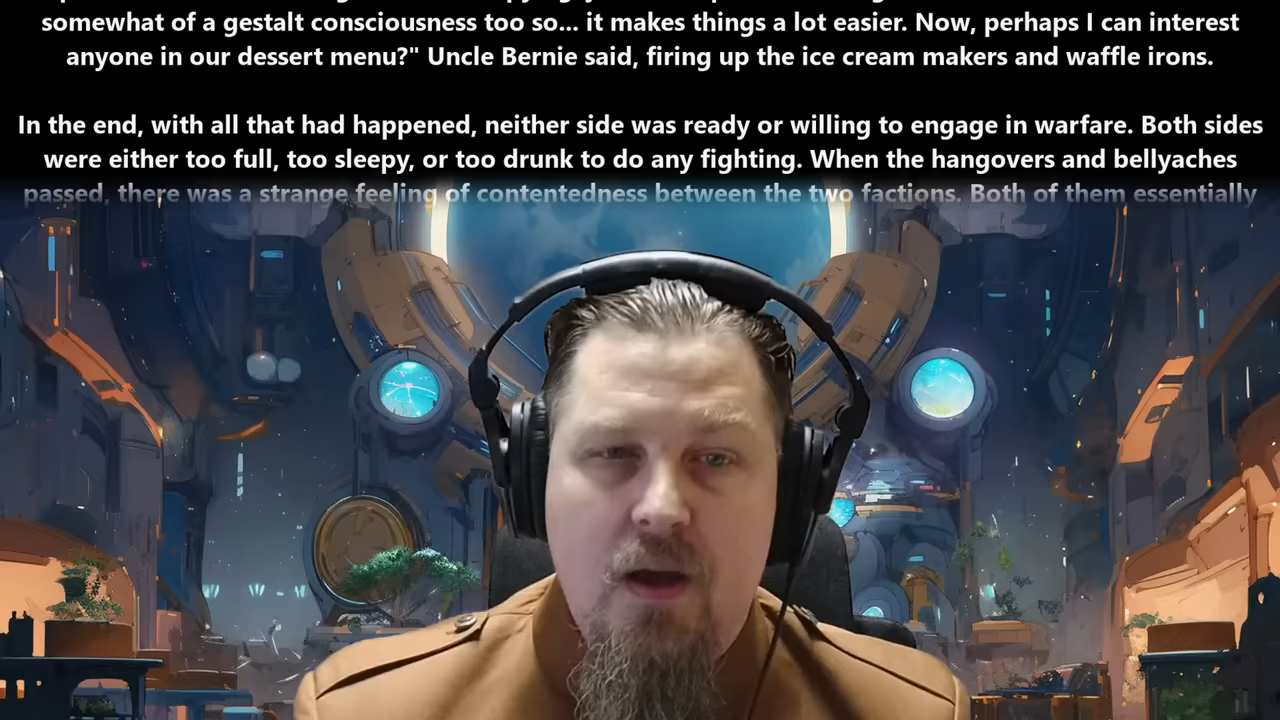 somewhat of a gestalt consciousness too so... it makes things a lot easier. Now, perhaps I can interest
anyone in our dessert menu?" Uncle Bernie said, firing up the ice cream makers and waffle irons.
In the end, with all that had happened, neither side was ready or willing to engage in warfare. Both sides
were either too full, too sleepy, or too drunk to do any fighting. When the hangovers and bellyaches
passed, there was a strange feeling of contentedness between the two factions. Both of them essentially